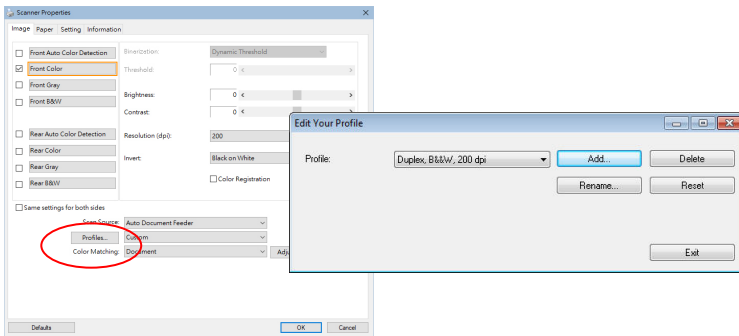 Scanner Properties
Image Paper Setting Information
Front Auto Color Detection
Front Color
Front Gray
Front B&W
Rear Auto Color Detection
Rear Color
Rear Gray
Rear B&W
Binarization: Dynamic Threshold
Threshold: 0
Brightness: 0
Contrast: 0
Resolution (dpi): 200
Invert: Black on White
Color Registration
Same settings for both sides
Scan Source: Auto Document Feeder
Profiles... Custom
Color Matching: Document
Defaults OK Cancel
Edit Your Profile
Profile: Duplex, B&&W, 200 dpi Add... Delete
Rename... Reset
Exit